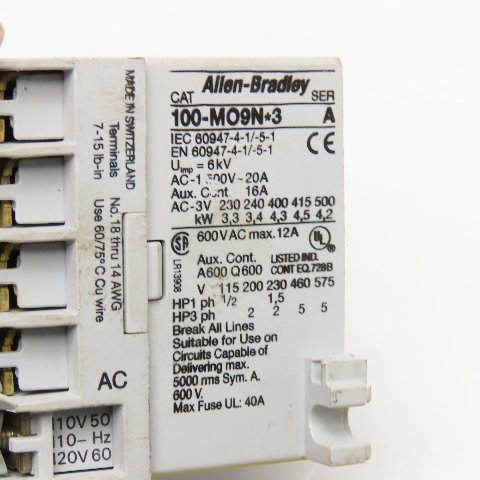 Allen-Bradley
CAT SER
100-MO9N*3 A
IEC 60947-4-1/-5-1
EN 60947-4-1/-5-1
Uimp = 6kV
AC-1 500V~20A
Aux. Cont 16A
AC-3V 230 240 400 415 500
kW 3,3 3,4 4,3 4,5 4,2
SA 600VAC max.12A UL
LR13908
Aux. Cont. LISTED IND.
A600 Q600 CONT EQ.728B
V 115 200 230 460 575
HP1 ph 1/2 1,5
HP3 ph 2 2 5 5
Break All Lines
Suitable for Use on
Circuits Capable of
Delivering max.
5000 rms Sym. A.
600 V.
Max Fuse UL: 40A
MADE IN SWITZERLAND
Terminals No. 18 thru 14 AWG
7-15 lb-in Use 60/75°C Cu wire
AC
110V 50
110- Hz
120V 60